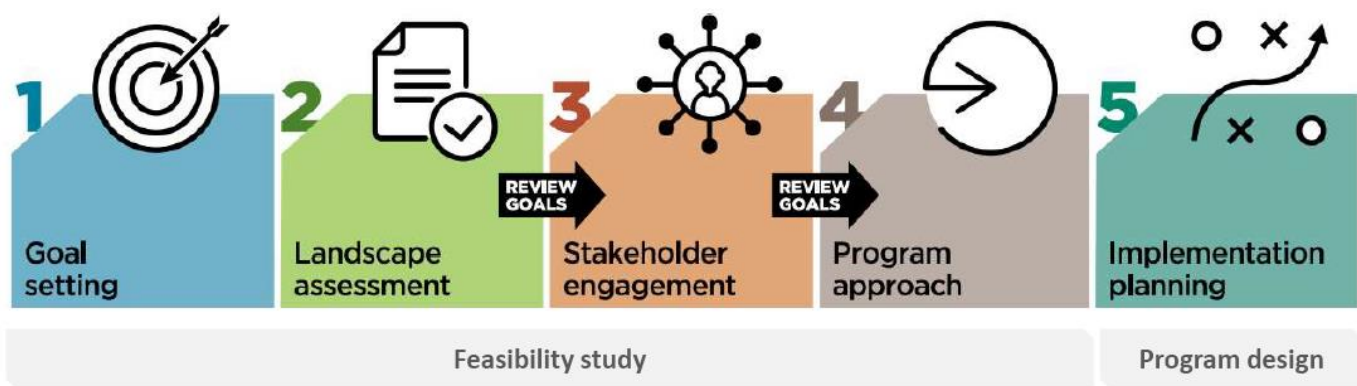 1
Goal
setting
2
Landscape
assessment
REVIEW
GOALS
3
Stakeholder
engagement
REVIEW
GOALS
4
Program
approach
5
Implementation
planning
Feasibility study
Program design